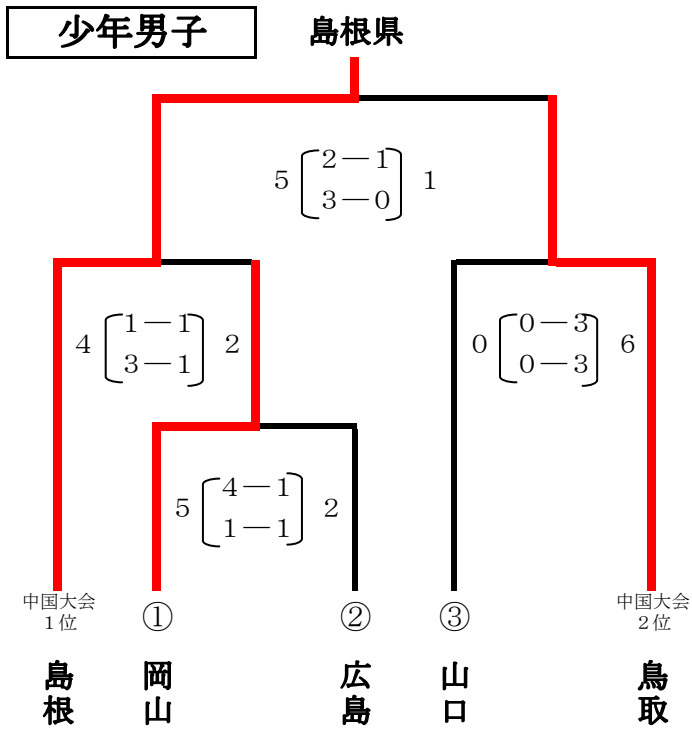 少年男子
島根県
5 2－1 1
3－0
4 1－1 2
3－1
0 0－3 6
0－3
5 4－1 2
1－1
中国大会
1位
①
②
③
中国大会
2位
島根
岡山
広島
山口
鳥取